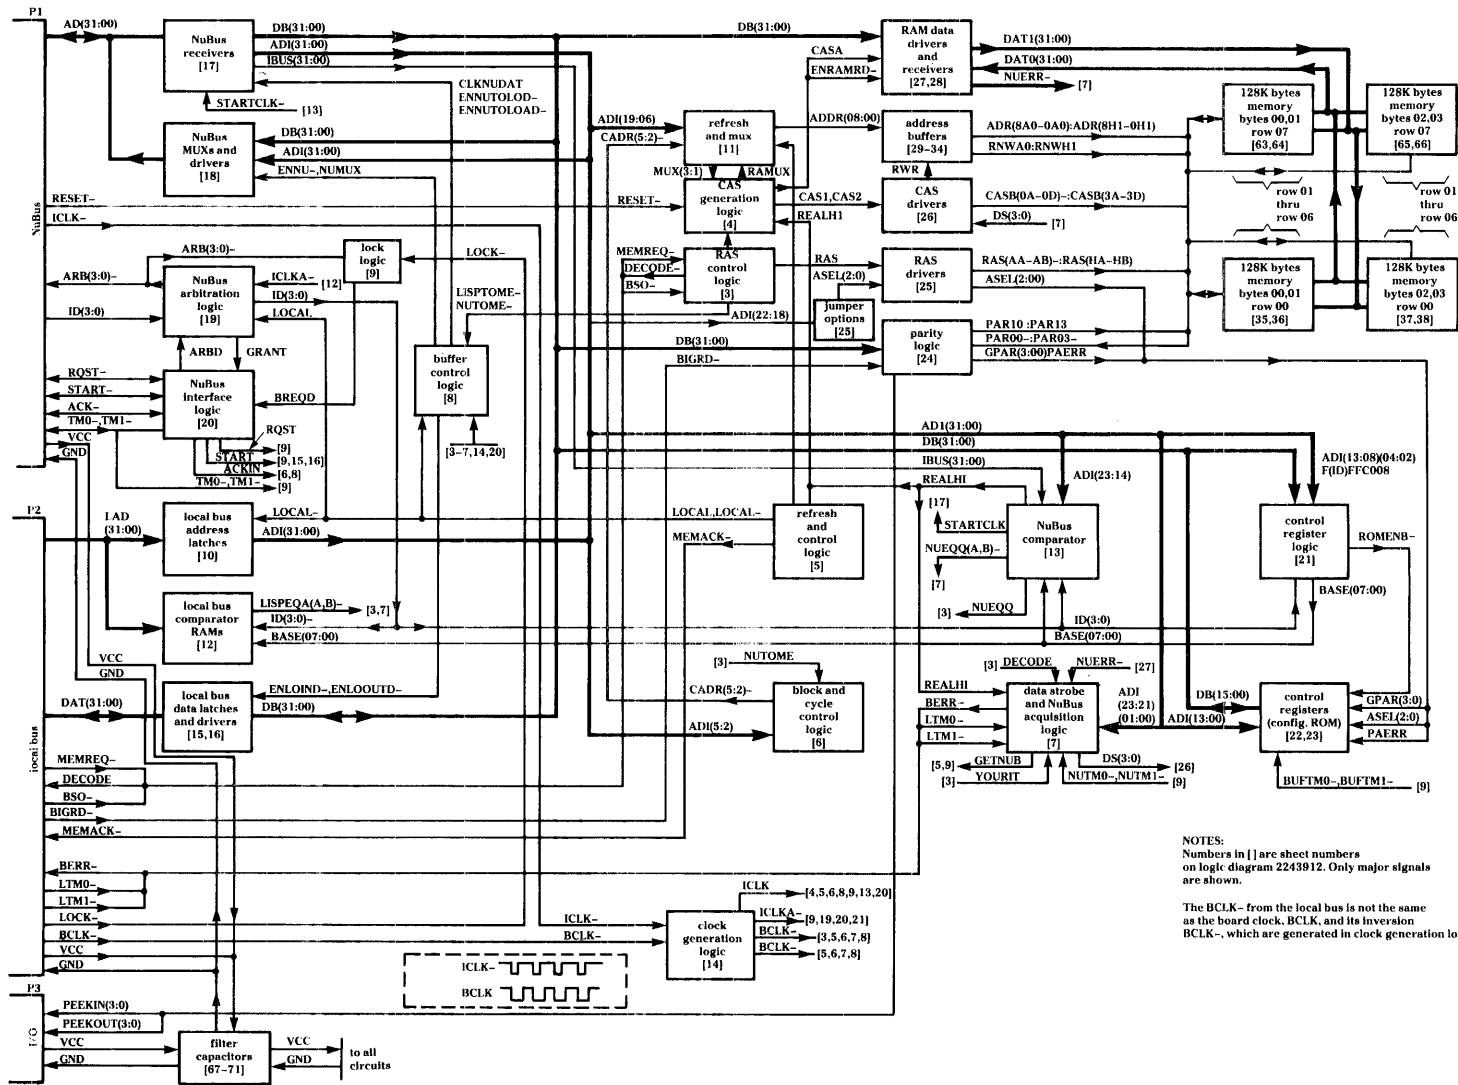 P1
NuBus
AD(31:00)
NuBus
receivers
[17]
DB(31:00)
ADI(31:00)
IBUS(31:00)
STARTCLK-
[13]
CLKNUDAT
ENNUTOLOD-
ENNUTOLOAD-
NuBus
MUXs and
drivers
[18]
DB(31:00)
ADI(31:00)
ENNU-,NUMUX
RESET-
ICLK-
ARB(3:0)-
ARB(3:0)-
ID(3:0)
NuBus
arbitration
logic
[19]
lock
logic
[9]
LOCK-
ICLKA-
[12]
ID(3:0)
LOCAL
ARBD
GRANT
RQST-
START-
ACK-
TM0-,TM1-
VCC
GND
NuBus
interface
logic
[20]
BREQD
RQST
[9]
START
[9,15,16]
ACKIN
[6,8]
TM0-,TM1-
[9]
LISPTOME-
NUTOME-
buffer
control
logic
[8]
[3-7,14,20]
DB(31:00)
RAM data
drivers
and
receivers
[27,28]
CASA
ENRAMRD-
DAT1(31:00)
DAT0(31:00)
NUERR-
[7]
ADI(19:06)
CADR(5:2)-
refresh
and mux
[11]
ADDR(08:00)
address
buffers
[29-34]
ADR(8A0-0A0):ADR(8H1-0H1)
RNWA0:RNWH1
MUX(3:1)
RAMUX
RWR
RESET-
CAS
generation
logic
[4]
CAS1,CAS2
REALH1
CAS
drivers
[26]
CASB(0A-0D)-:CASB(3A-3D)-
DS(3:0)
[7]
MEMREQ-
DECODE-
BSO-
RAS
control
logic
[3]
RAS
ASEL(2:0)
RAS
drivers
[25]
RAS(AA-AB)-:RAS(HA-HB)
ASEL(2:00)
ADI(22:18)
jumper
options
[25]
DB(31:00)
BIGRD-
parity
logic
[24]
PAR10 :PAR13
PAR00-:PAR03-
GPAR(3:00)PAERR
128K bytes
memory
bytes 00,01
row 07
[63,64]
128K bytes
memory
bytes 02,03
row 07
[65,66]
row 01
thru
row 06
row 01
thru
row 06
128K bytes
memory
bytes 00,01
row 00
[35,36]
128K bytes
memory
bytes 02,03
row 00
[37,38]
AD1(31:00)
DB(31:00)
IBUS(31:00)
ADI(23:14)
REALHI
[17]
STARTCLK
NUEQQ(A,B)-
[7]
[3]
NUEQQ
NuBus
comparator
[13]
ADI(13:08)(04:02)
F(ID)FFC008
control
register
logic
[21]
ROMENB-
BASE(07:00)
ID(3:0)
BASE(07:00)
P2
local bus
LAD
(31:00)
local bus
address
latches
[10]
LOCAL-
ADI(31:00)
LOCAL,LOCAL-
MEMACK-
refresh
and
control
logic
[5]
local bus
comparator
RAMs
[12]
LISPEQA(A,B)-
[3,7]
ID(3:0)-
BASE(07:00)
VCC
GND
DAT(31:00)
local bus
data latches
and drivers
[15,16]
ENLOIND-,ENLOOUTD-
DB(31:00)
[3]
NUTOME
CADR(5:2)-
ADI(5:2)
block and
cycle
control
logic
[6]
[3]
DECODE
NUERR-
[27]
REALHI
BERR-
LTM0-
LTM1-
data strobe
and NuBus
acquisition
logic
[7]
ADI
(23:21)
(01:00)
[5,9]
GETNUB
[3]
YOURIT
DS(3:0)
[26]
NUTM0-,NUTM1-
[9]
DB(15:00)
ADI(13:00)
control
registers
(config. ROM)
[22,23]
GPAR(3:0)
ASEL(2:0)
PAERR
BUFTM0-,BUFTM1-
[9]
MEMREQ-
DECODE
BSO-
BIGRD-
MEMACK-
BERR-
LTM0-
LTM1-
LOCK-
BCLK-
VCC
GND
ICLK-
BCLK-
clock
generation
logic
[14]
ICLK
[4,5,6,8,9,13,20]
ICLKA-
[9,19,20,21]
BCLK-
[3,5,6,7,8]
BCLK-
[5,6,7,8]
ICLK-
BCLK
P3
I/O
PEEKIN(3:0)
PEEKOUT(3:0)
VCC
GND
filter
capacitors
[67-71]
VCC
GND
to all
circuits
NOTES:
Numbers in [ ] are sheet numbers
on logic diagram 2243912. Only major signals
are shown.
The BCLK- from the local bus is not the same
as the board clock, BCLK, and its inversion
BCLK-, which are generated in clock generation lo